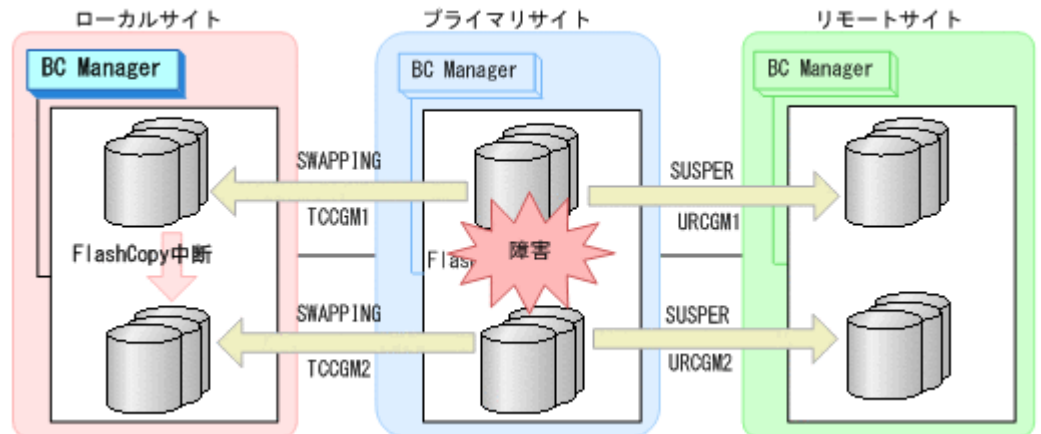 ローカルサイト
プライマリサイト
リモートサイト
BC Manager
BC Manager
BC Manager
SWAPPING
TCCGM1
SUSPER
URCGM1
FlashCopy中断
Flas
障害
SWAPPING
TCCGM2
SUSPER
URCGM2